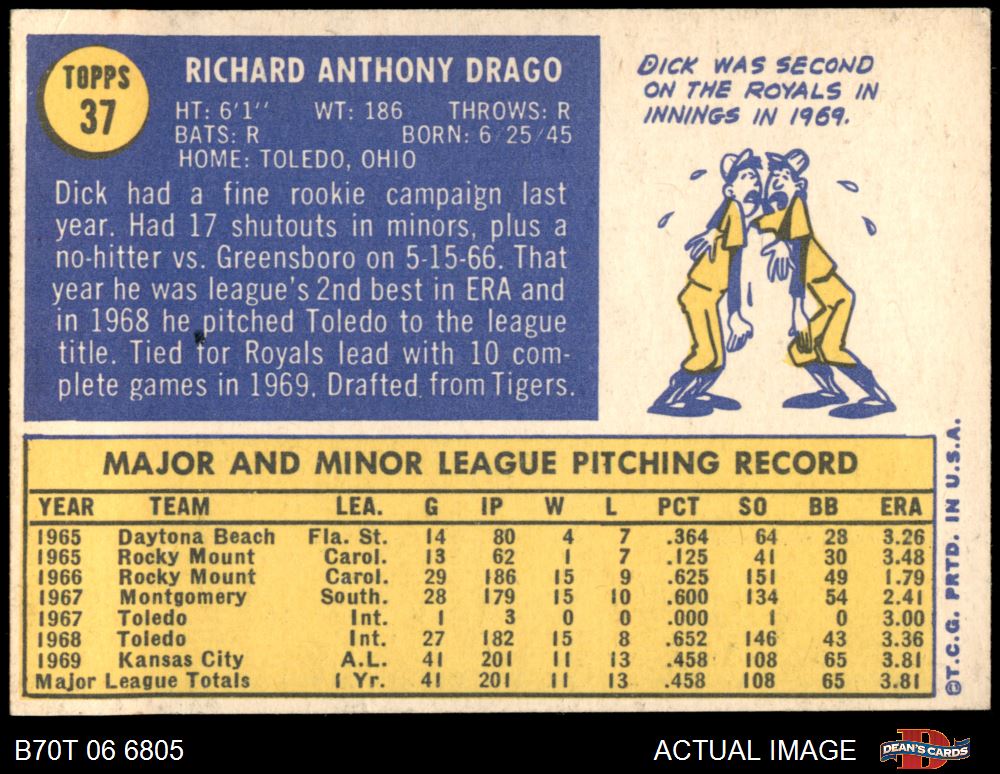 TOPPS
37
RICHARD ANTHONY DRAGO
HT: 6'1'' WT: 186 THROWS: R
BATS: R BORN: 6/25/45
HOME: TOLEDO, OHIO
Dick had a fine rookie campaign last
year. Had 17 shutouts in minors, plus a
no-hitter vs. Greensboro on 5-15-66. That
year he was league's 2nd best in ERA and
in 1968 he pitched Toledo to the league
title. Tied for Royals lead with 10 com-
plete games in 1969. Drafted from Tigers.
DICK WAS SECOND
ON THE ROYALS IN
INNINGS IN 1969.
MAJOR AND MINOR LEAGUE PITCHING RECORD
YEAR TEAM LEA. G IP W L PCT SO BB ERA
1965 Daytona Beach Fla. St. 14 80 4 7 .364 64 28 3.26
1965 Rocky Mount Carol. 13 62 1 7 .125 41 30 3.48
1966 Rocky Mount Carol. 29 186 15 9 .625 151 49 1.79
1967 Montgomery South. 28 179 15 10 .600 134 54 2.41
1967 Toledo Int. 1 3 0 0 .000 1 0 3.00
1968 Toledo Int. 27 182 15 8 .652 146 43 3.36
1969 Kansas City A.L. 41 201 11 13 .458 108 65 3.81
Major League Totals 1 Yr. 41 201 11 13 .458 108 65 3.81
©T.C.G. PRTD. IN U.S.A.
B70T 06 6805
ACTUAL IMAGE
B
DEAN'S CARDS